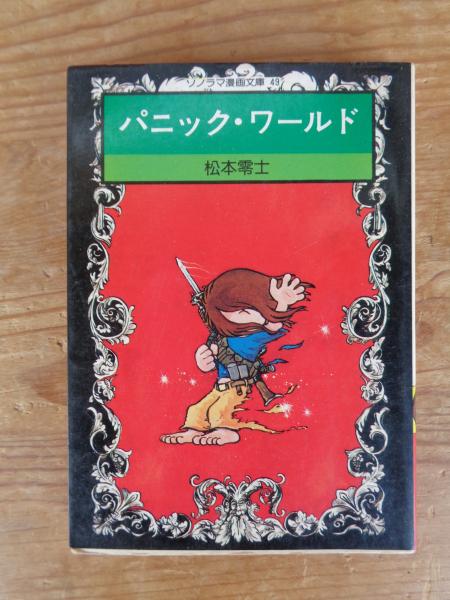 ソノラマ漫画文庫 49
パニック・ワールド
松本零士